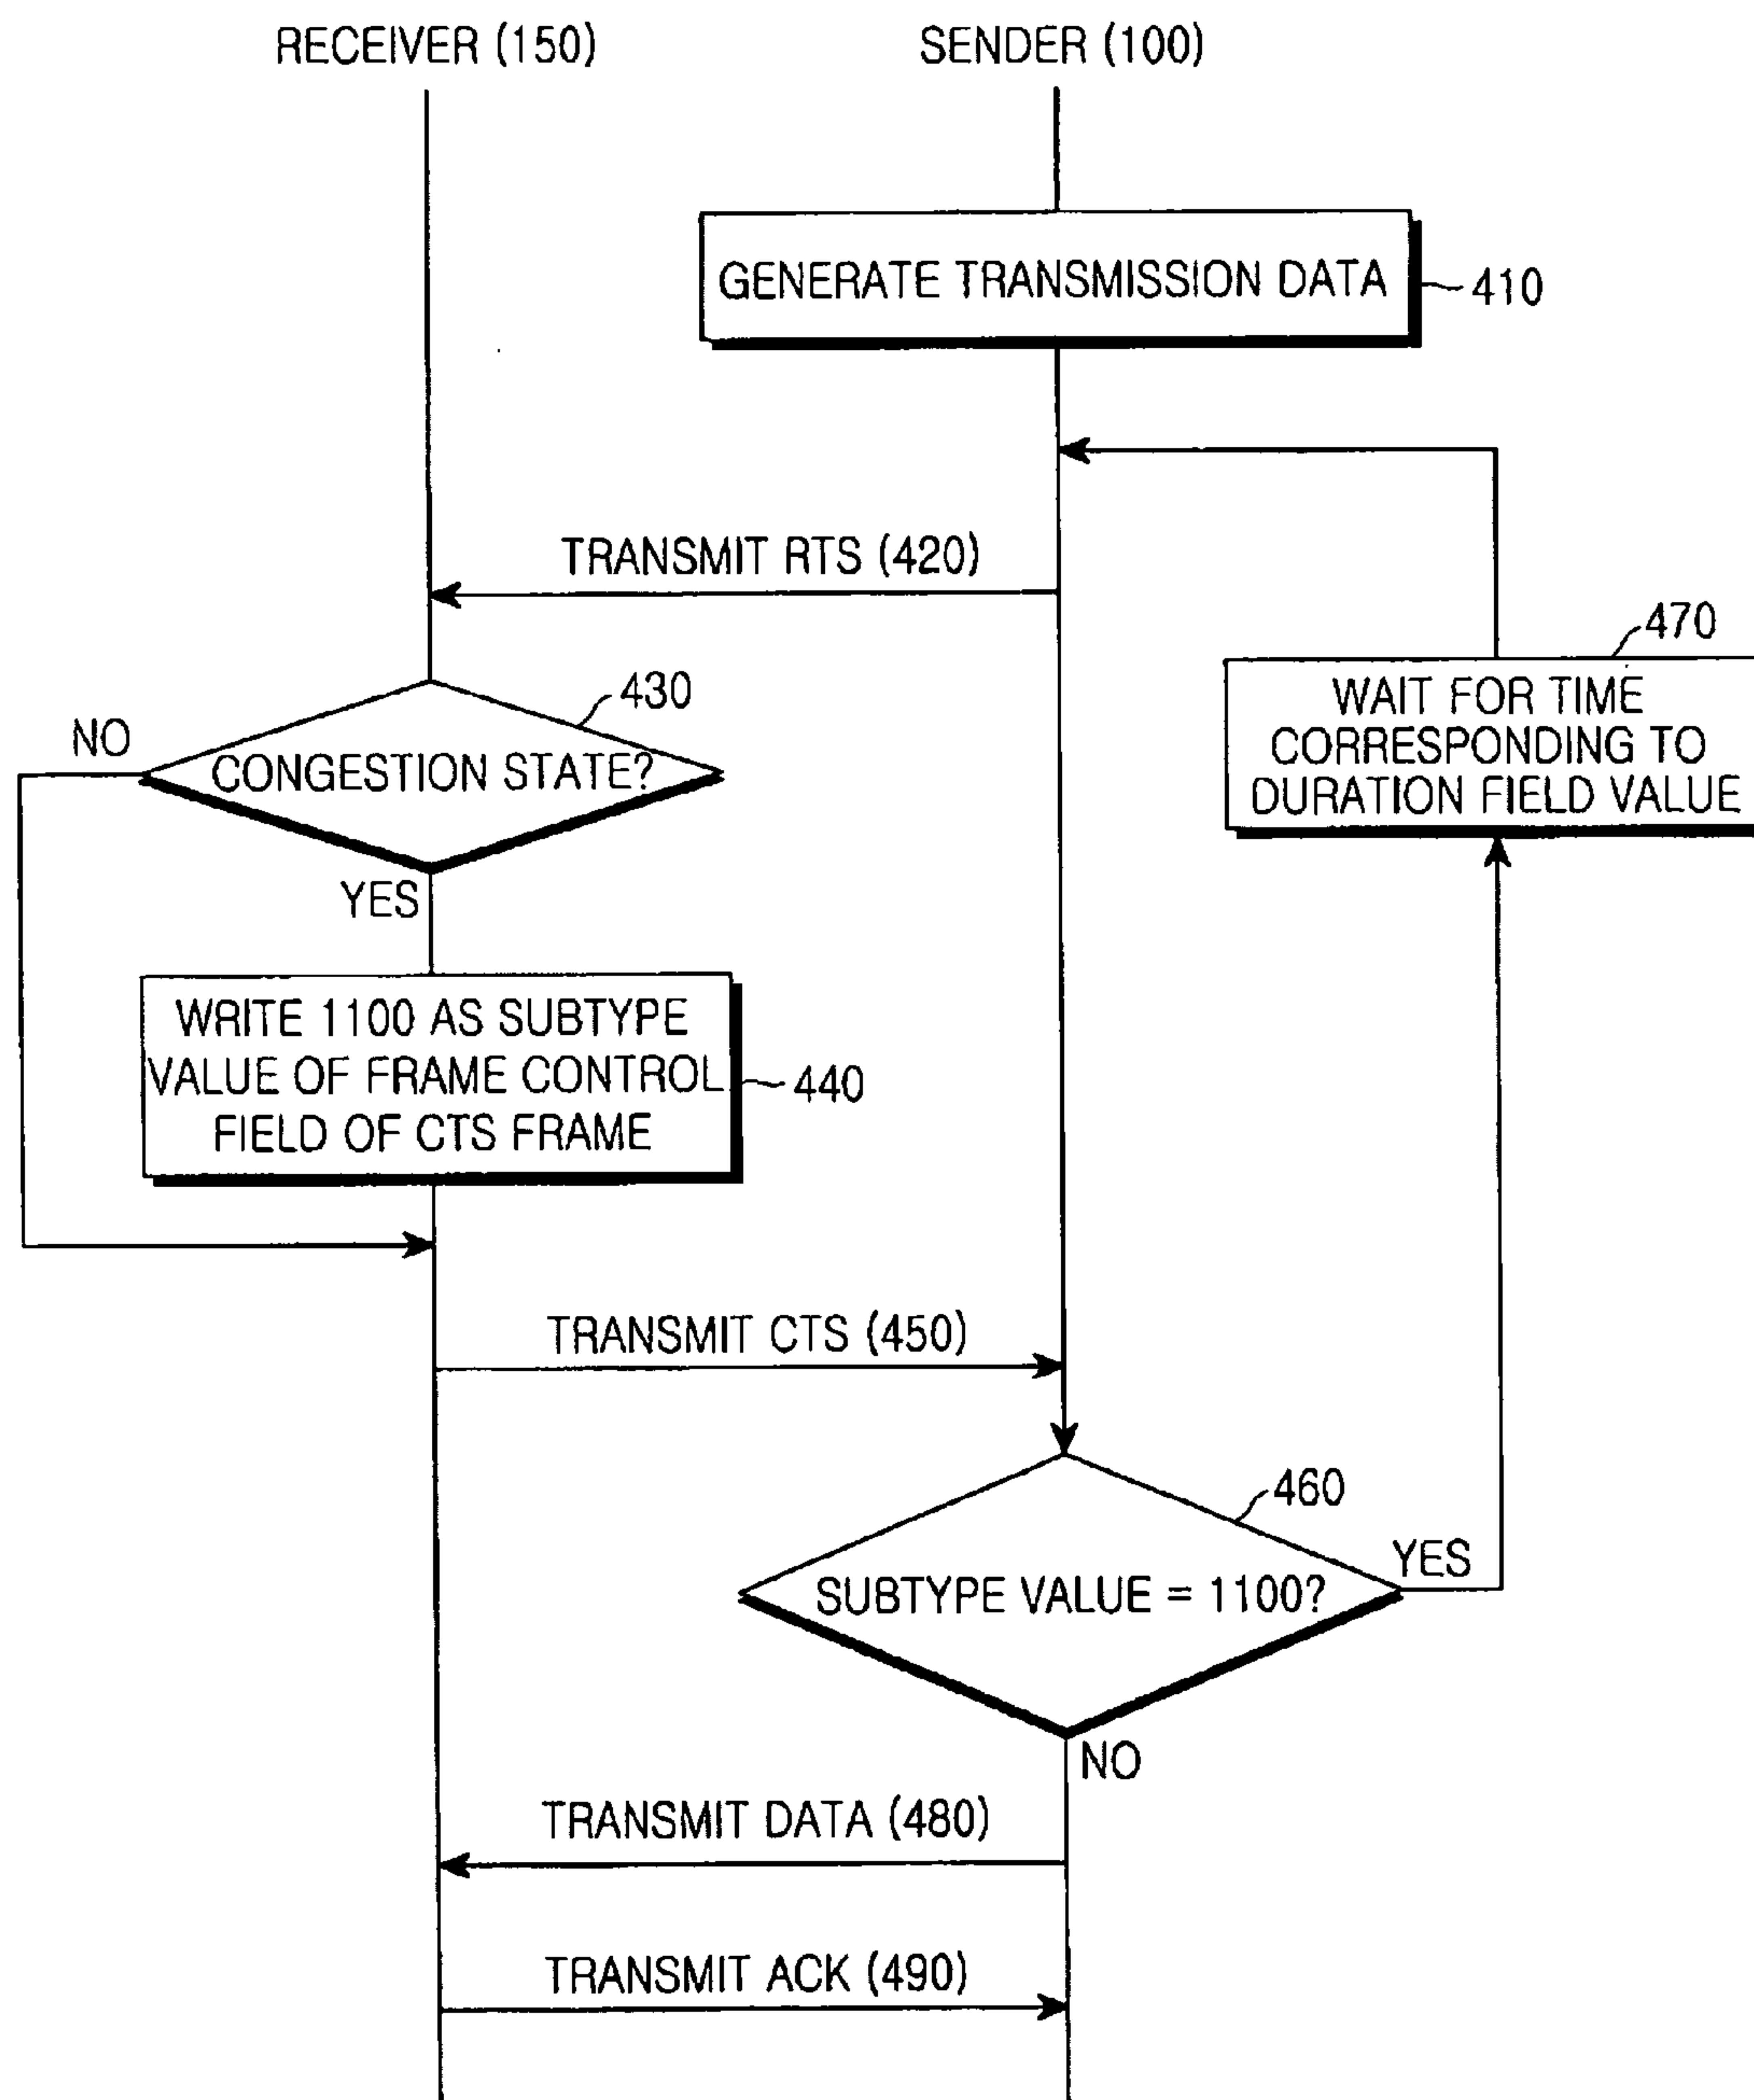 RECEIVER (150)
SENDER (100)
GENERATE TRANSMISSION DATA
410
TRANSMIT RTS (420)
470
WAIT FOR TIME
CORRESPONDING TO
DURATION FIELD VALUE
430
NO
CONGESTION STATE?
YES
WRITE 1100 AS SUBTYPE
VALUE OF FRAME CONTROL
FIELD OF CTS FRAME
440
TRANSMIT CTS (450)
460
YES
SUBTYPE VALUE = 1100?
NO
TRANSMIT DATA (480)
TRANSMIT ACK (490)